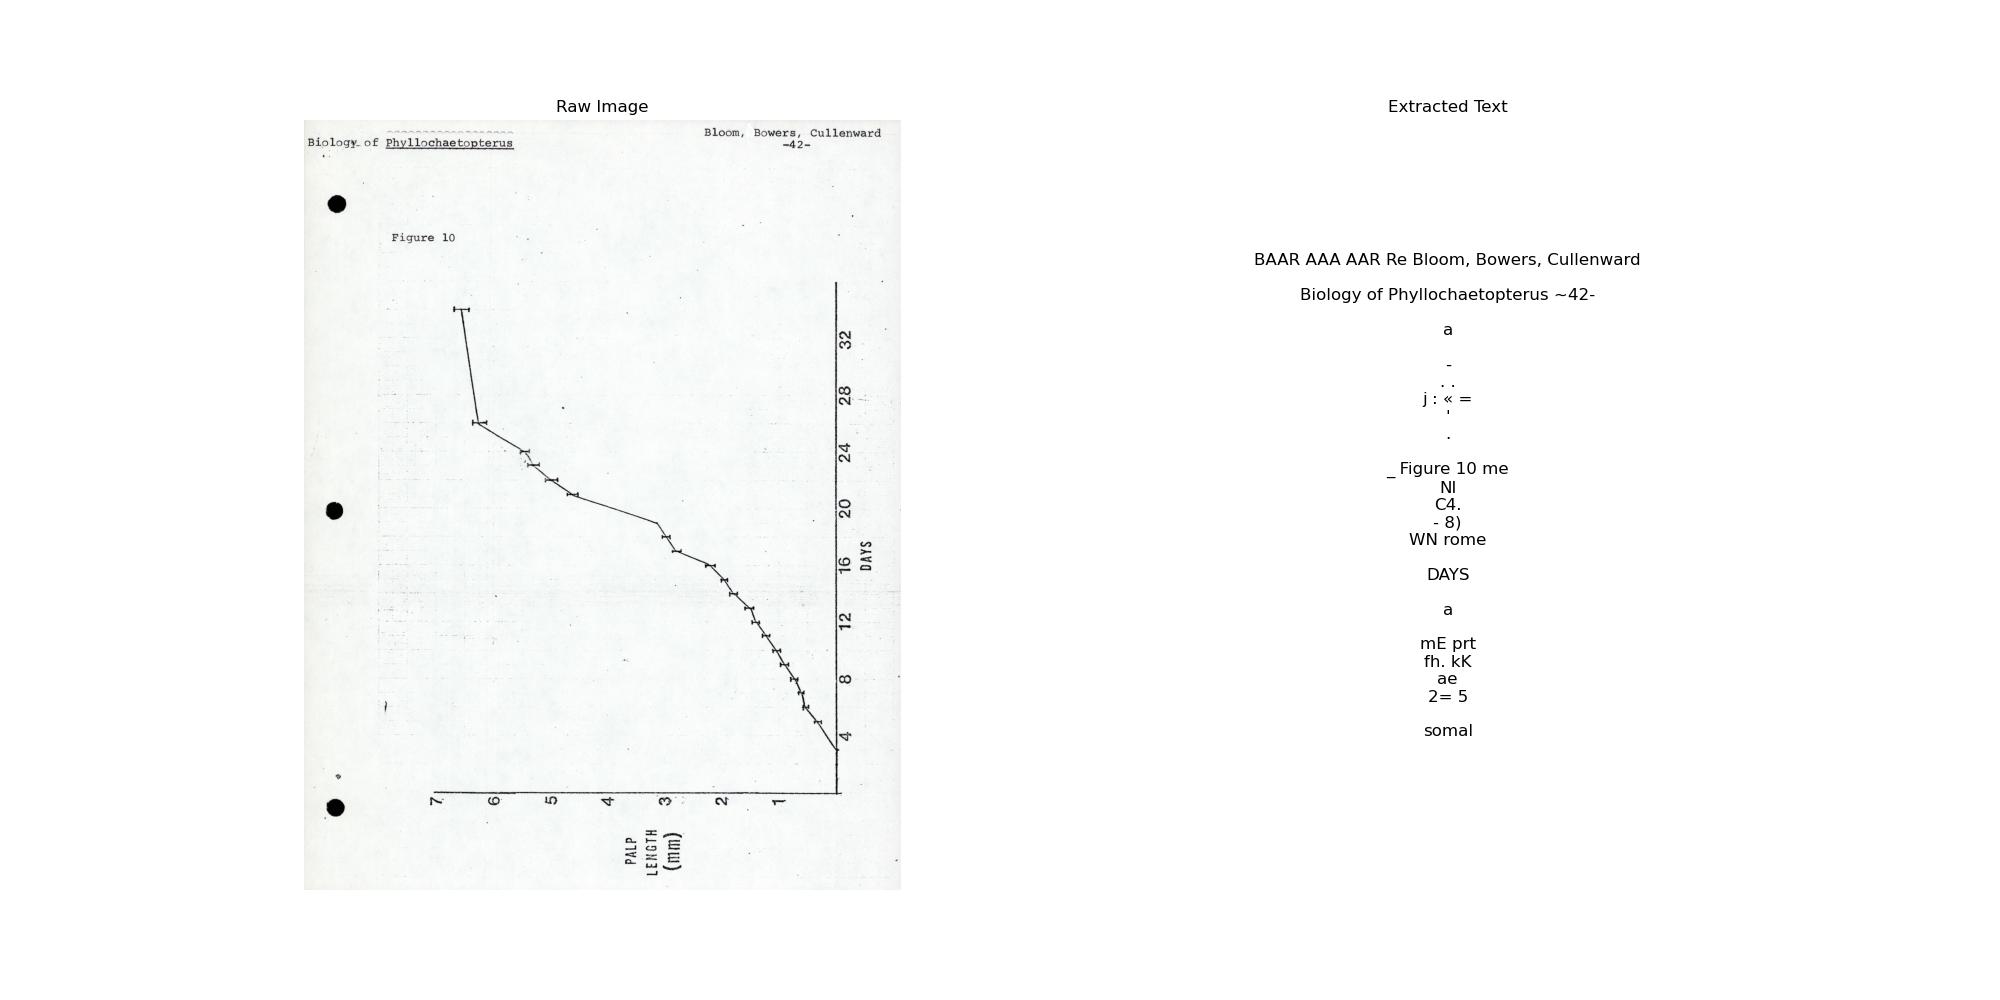 Raw Image
Bloom, Bowers, Cullenward
Biology of Phyllochaetopterus
-42-
Figure 10
32
28
24
20
16
12
8
4
DAYS
7
6
5
4
3
2
1
PALP
LENGTH
(mm)
Extracted Text
BAAR AAA AAR Re Bloom, Bowers, Cullenward
Biology of Phyllochaetopterus ~42-
a
-
. .
j : « =
'
.
_ Figure 10 me
NI
C4.
- 8)
WN rome
DAYS
a
mE prt
fh. kK
ae
2= 5
somal